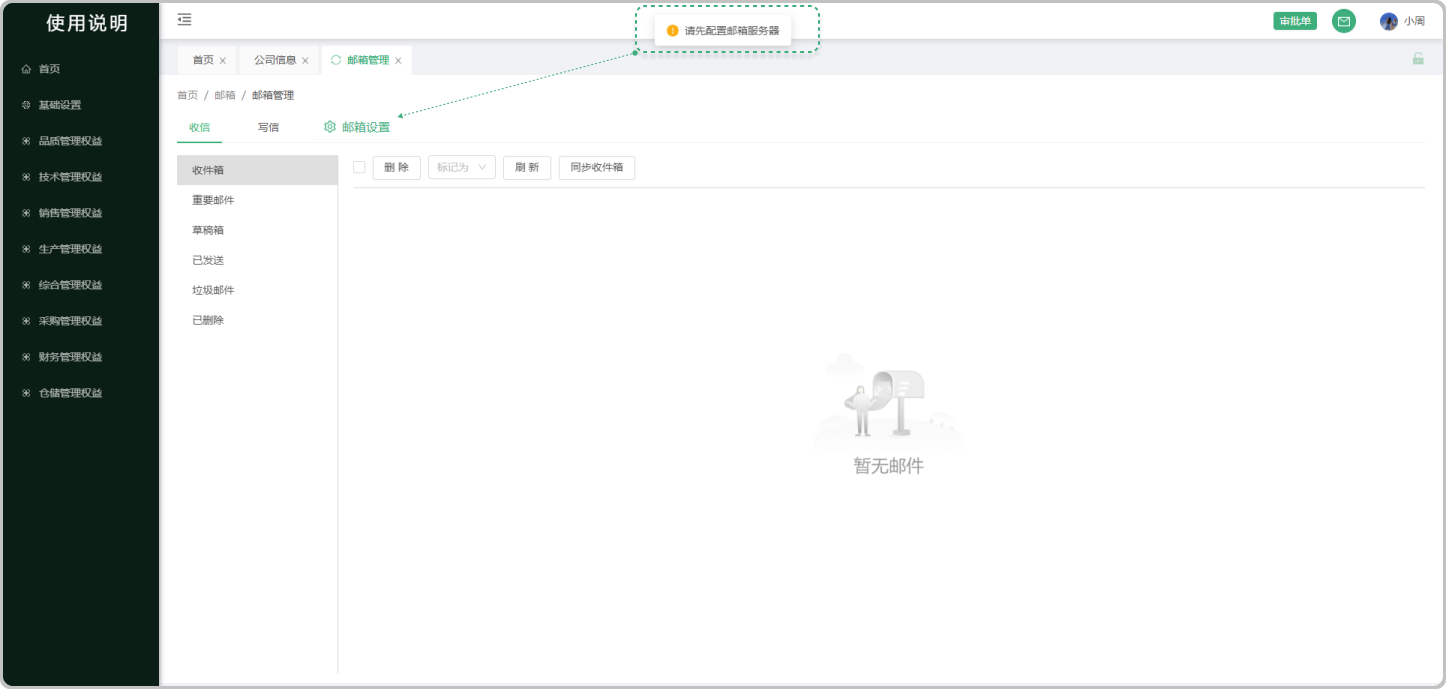 使用说明
首页
基础设置
品质管理权益
技术管理权益
销售管理权益
生产管理权益
综合管理权益
采购管理权益
财务管理权益
仓储管理权益
请先配置邮箱服务器
审批单
小周
首页
公司信息
邮箱管理
首页 / 邮箱 / 邮箱管理
收信
写信
邮箱设置
收件箱
重要邮件
草稿箱
已发送
垃圾邮件
已删除
删 除
标记为
刷 新
同步收件箱
暂无邮件